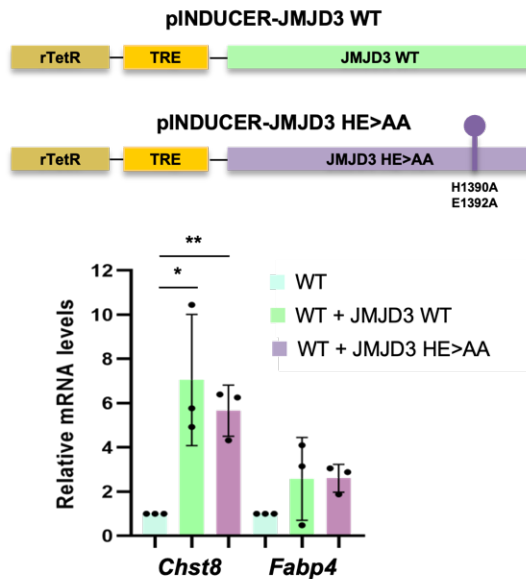 pINDUCER-JMJD3 WT
rTetR TRE JMJD3 WT
pINDUCER-JMJD3 HE>AA
rTetR TRE JMJD3 HE>AA
H1390A
E1392A
**
*
12
10
8
6
4
2
0
Relative mRNA levels
WT
WT + JMJD3 WT
WT + JMJD3 HE>AA
Chst8 Fabp4